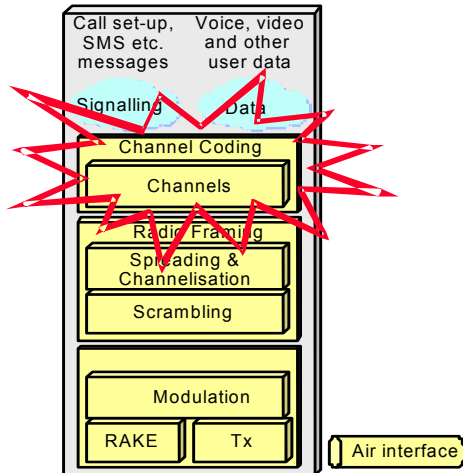 Call set-up,
SMS etc.
messages
Voice, video
and other
user data
Signalling
Data
Channel Coding
Channels
Radio Framing
Spreading &
Channelisation
Scrambling
Modulation
RAKE
Tx
Air interface